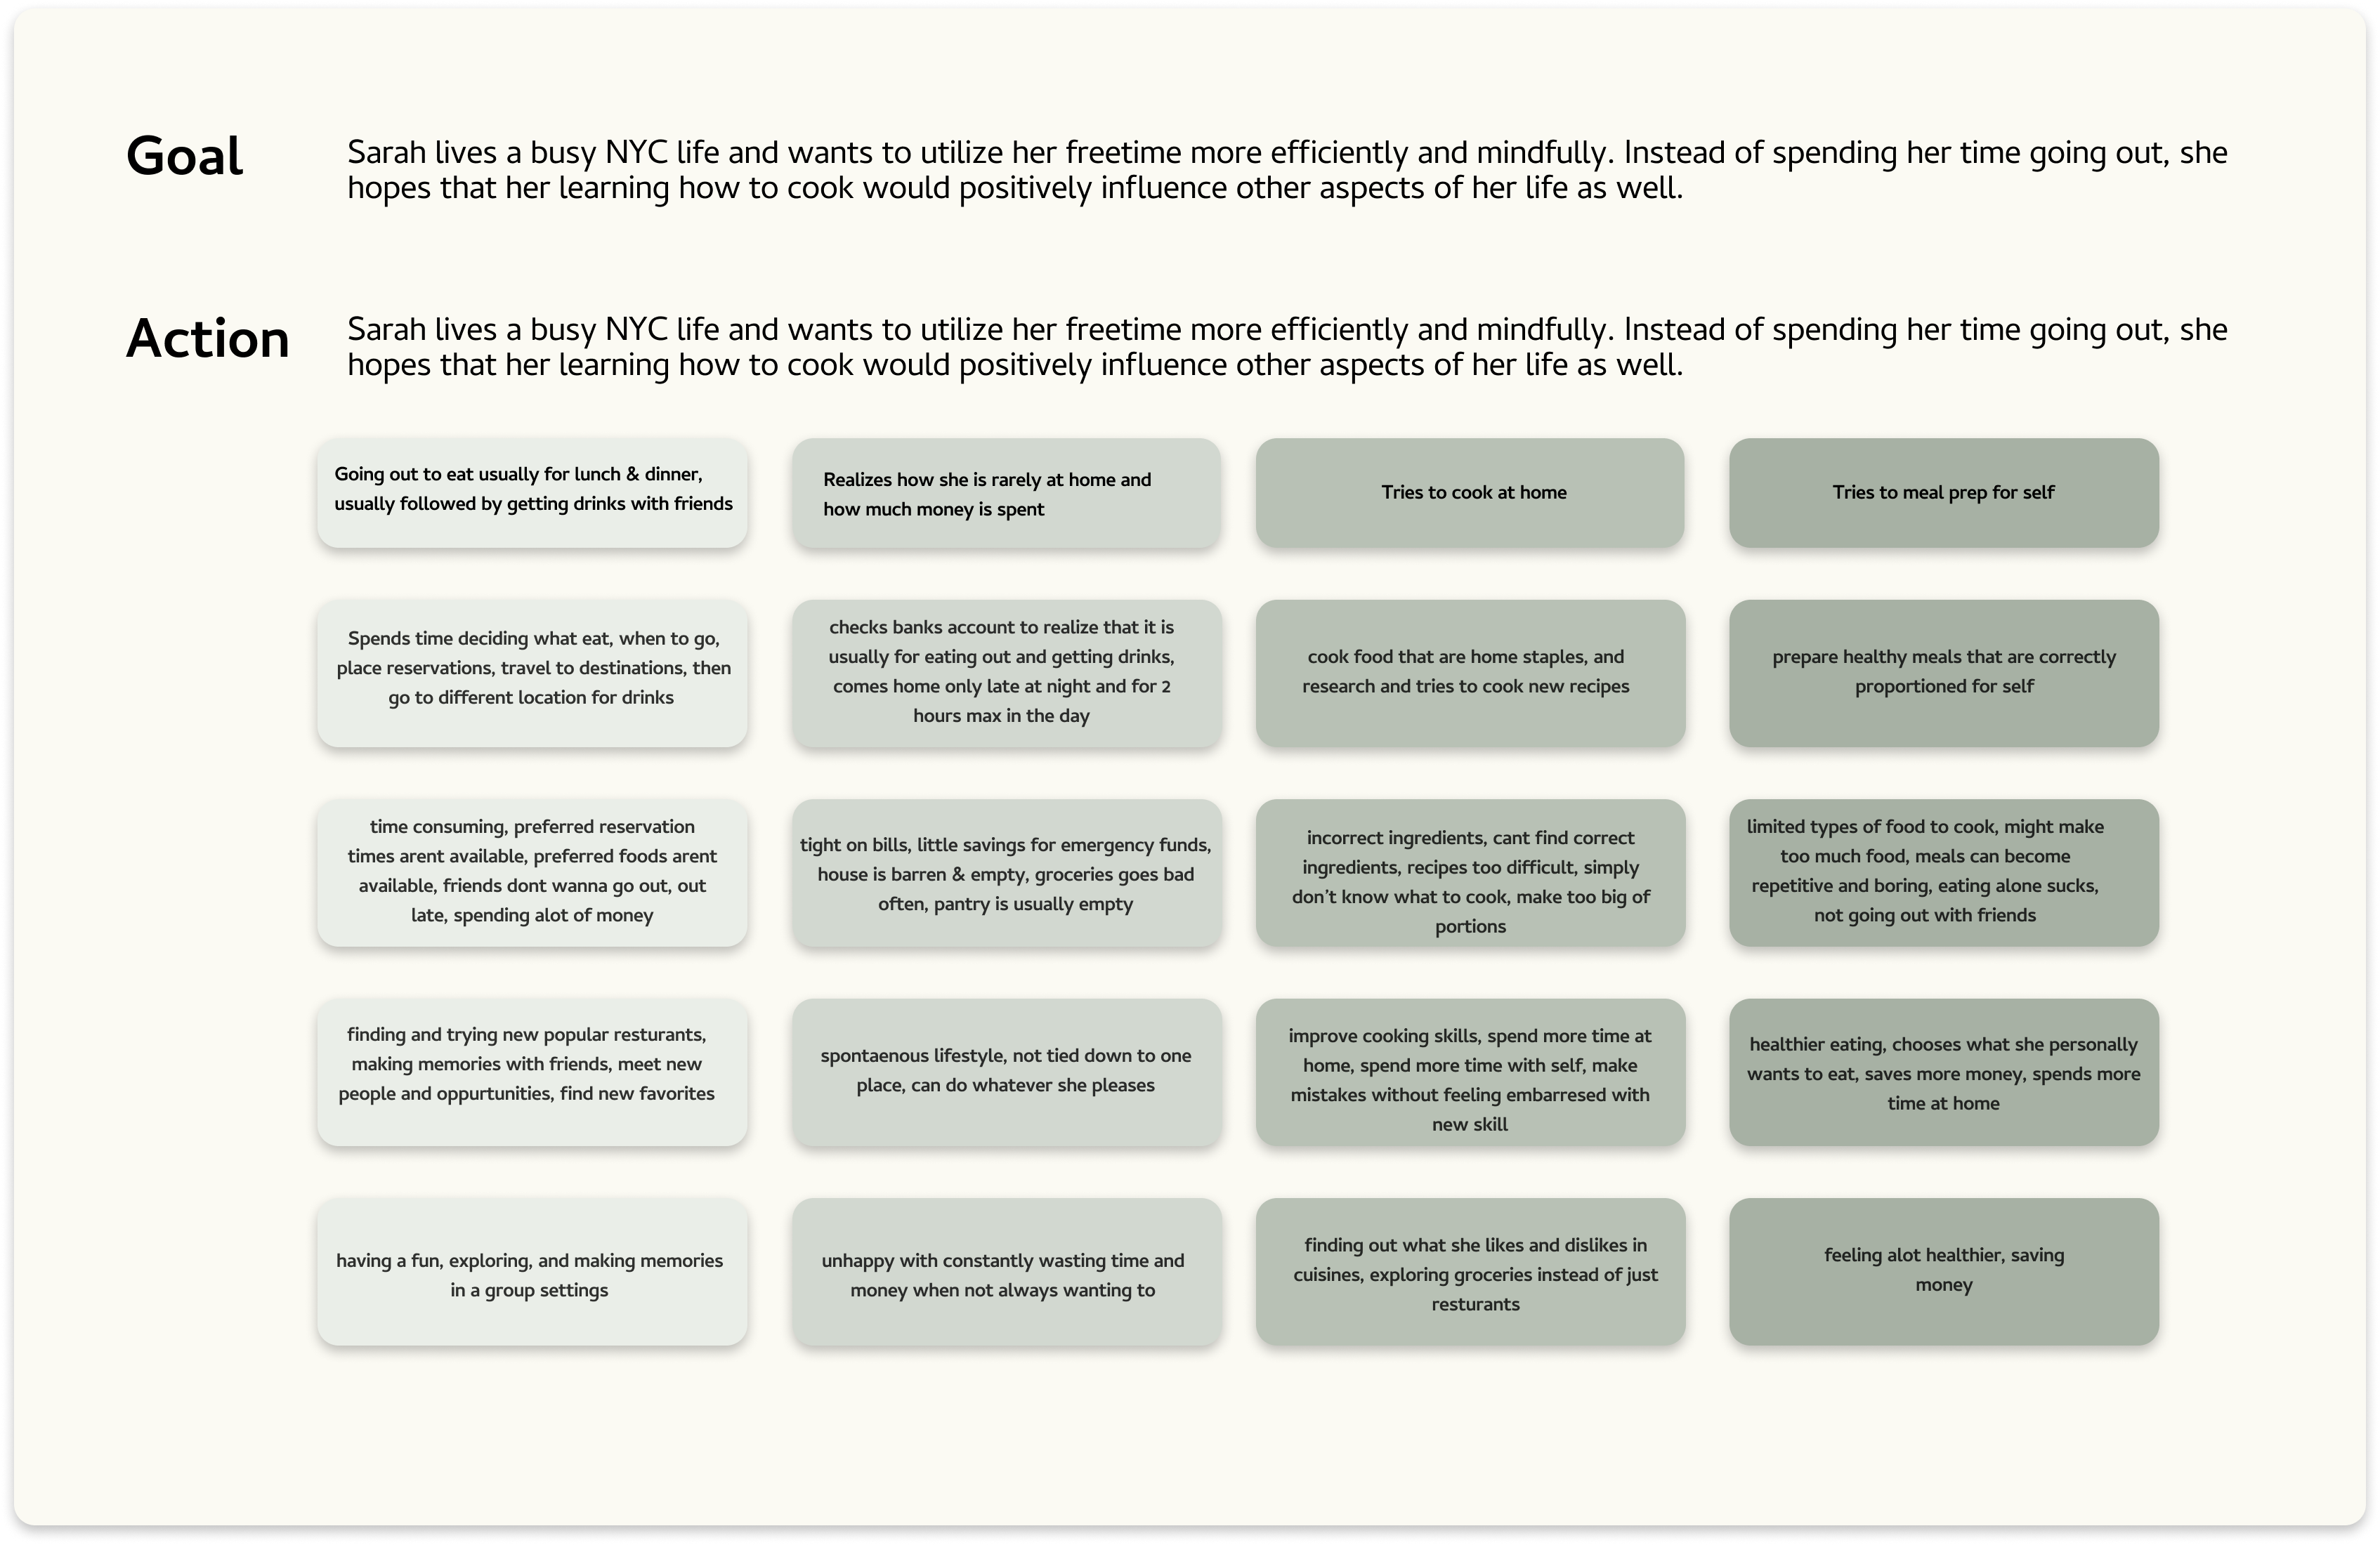 Goal
Sarah lives a busy NYC life and wants to utilize her freetime more efficiently and mindfully. Instead of spending her time going out, she
hopes that her learning how to cook would positively influence other aspects of her life as well.
Action
Sarah lives a busy NYC life and wants to utilize her freetime more efficiently and mindfully. Instead of spending her time going out, she
hopes that her learning how to cook would positively influence other aspects of her life as well.
Going out to eat usually for lunch & dinner,
usually followed by getting drinks with friends
Realizes how she is rarely at home and
how much money is spent
Tries to cook at home
Tries to meal prep for self
Spends time deciding what eat, when to go,
place reservations, travel to destinations, then
go to different location for drinks
checks banks account to realize that it is
usually for eating out and getting drinks,
comes home only late at night and for 2
hours max in the day
cook food that are home staples, and
research and tries to cook new recipes
prepare healthy meals that are correctly
proportioned for self
time consuming, preferred reservation
times arent available, preferred foods arent
available, friends dont wanna go out, out
late, spending alot of money
tight on bills, little savings for emergency funds,
house is barren & empty, groceries goes bad
often, pantry is usually empty
incorrect ingredients, cant find correct
ingredients, recipes too difficult, simply
don’t know what to cook, make too big of
portions
limited types of food to cook, might make
too much food, meals can become
repetitive and boring, eating alone sucks,
not going out with friends
finding and trying new popular resturants,
making memories with friends, meet new
people and oppurtunities, find new favorites
spontaenous lifestyle, not tied down to one
place, can do whatever she pleases
improve cooking skills, spend more time at
home, spend more time with self, make
mistakes without feeling embarresed with
new skill
healthier eating, chooses what she personally
wants to eat, saves more money, spends more
time at home
having a fun, exploring, and making memories
in a group settings
unhappy with constantly wasting time and
money when not always wanting to
finding out what she likes and dislikes in
cuisines, exploring groceries instead of just
resturants
feeling alot healthier, saving
money